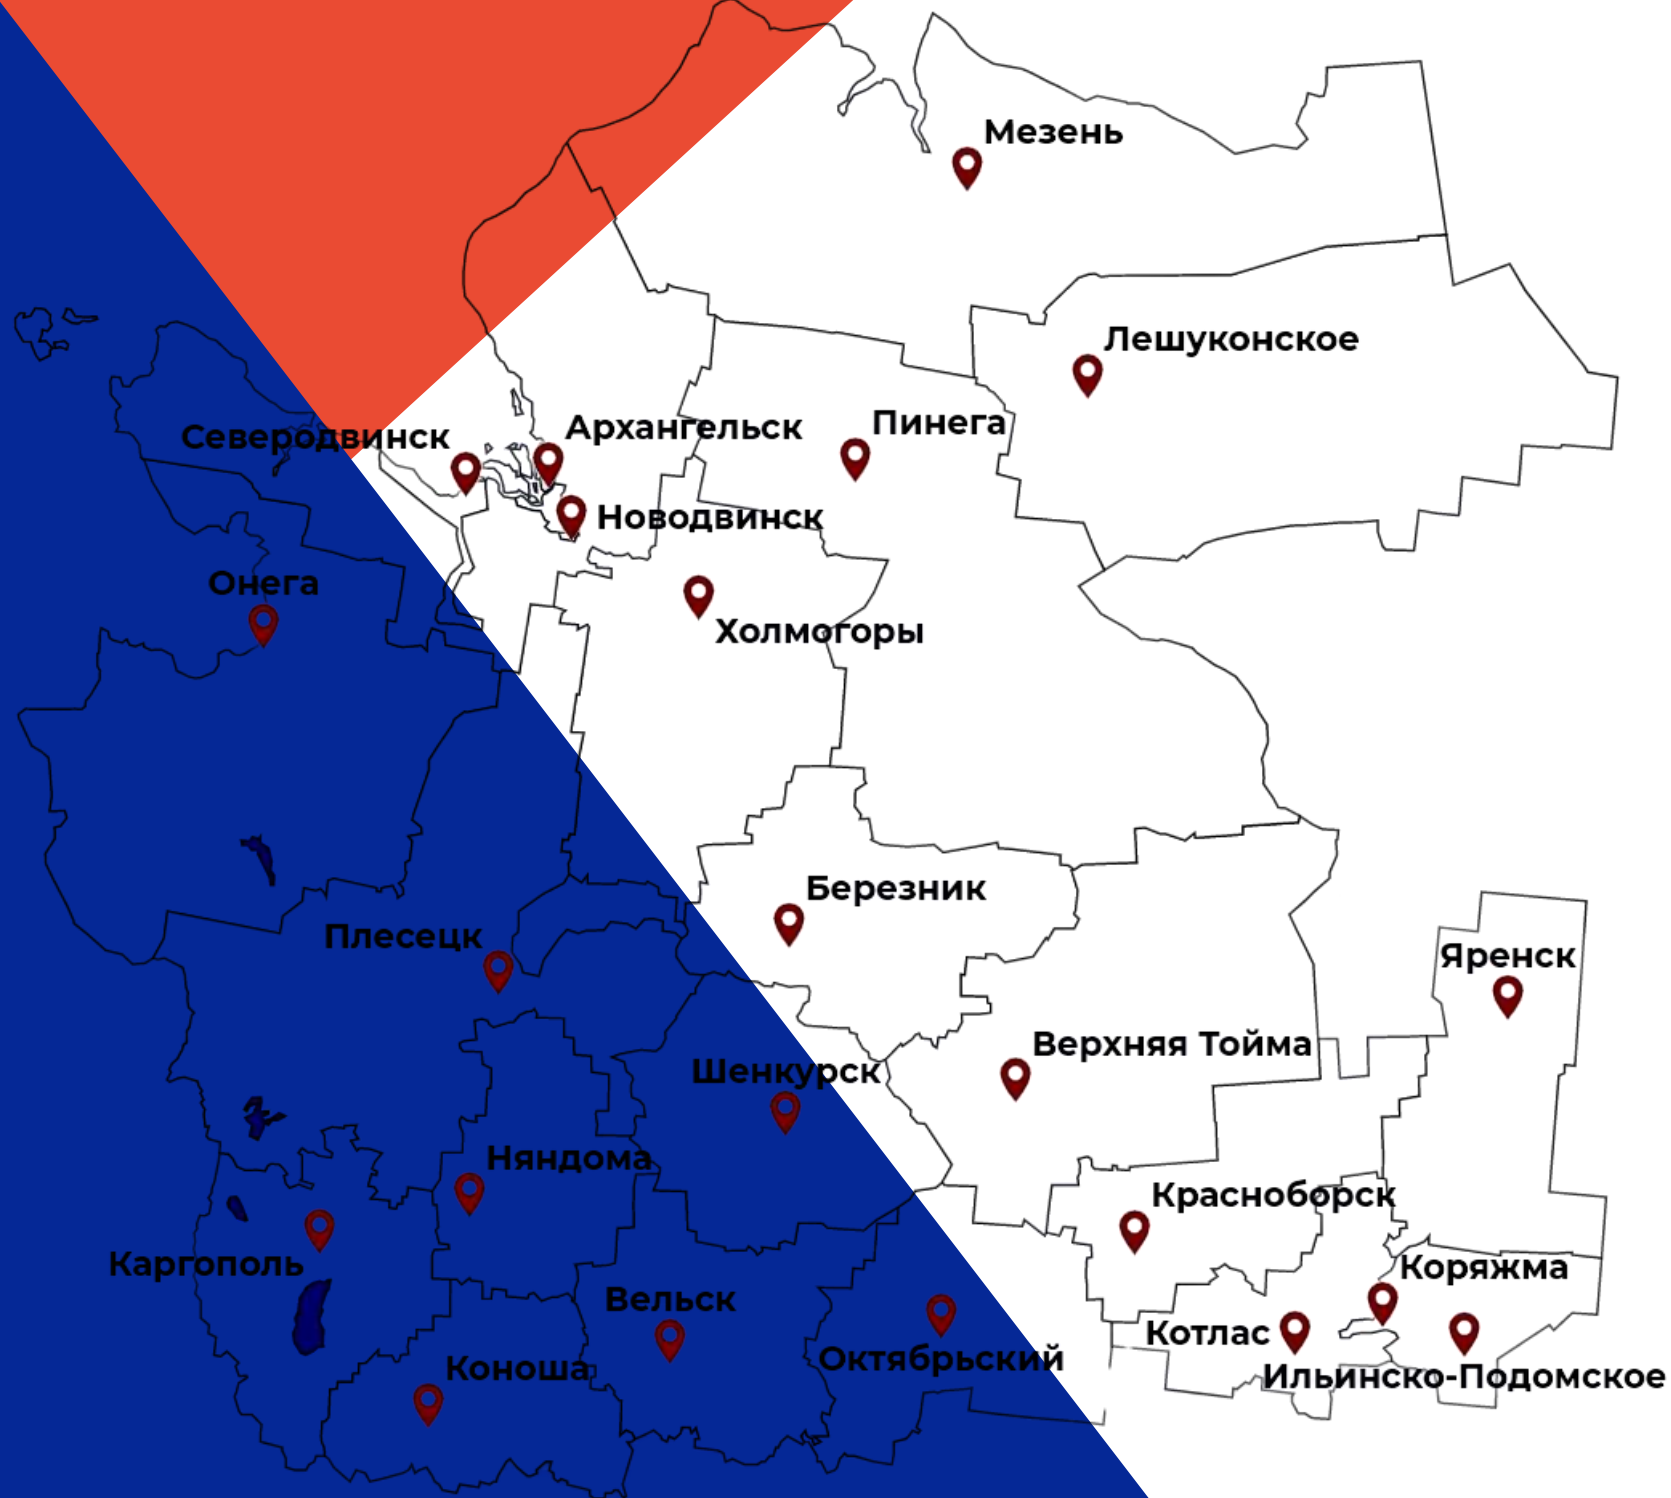 Мезень
Лешуконское
Пинега
Архангельск
Северодвинск
Новодвинск
Онега
Холмогоры
Березник
Плесецк
Яренск
Верхняя Тойма
Шенкурск
Няндома
Красноборск
Каргополь
Коряжма
Вельск
Котлас
Октябрьский
Коноша
Ильинско-Подомское